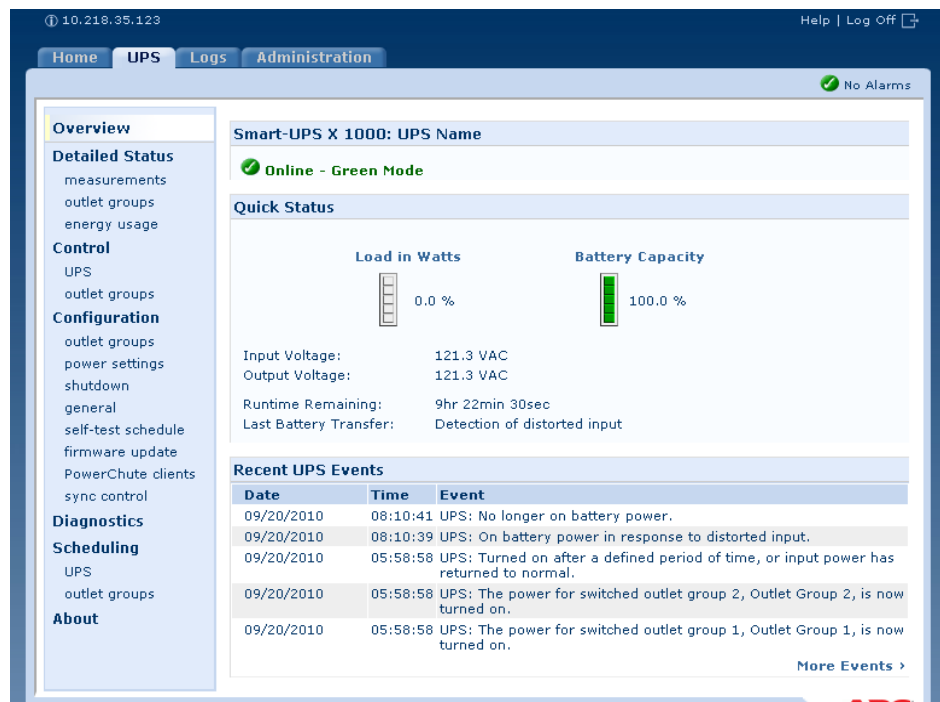 10.218.35.123
Help | Log Off
Home UPS Logs Administration
No Alarms
Overview
Detailed Status
measurements
outlet groups
energy usage
Control
UPS
outlet groups
Configuration
outlet groups
power settings
shutdown
general
self-test schedule
firmware update
PowerChute clients
sync control
Diagnostics
Scheduling
UPS
outlet groups
About
Smart-UPS X 1000: UPS Name
Online - Green Mode
Quick Status
Load in Watts Battery Capacity
0.0 % 100.0 %
Input Voltage: 121.3 VAC
Output Voltage: 121.3 VAC
Runtime Remaining: 9hr 22min 30sec
Last Battery Transfer: Detection of distorted input
Recent UPS Events
Date Time Event
09/20/2010 08:10:41 UPS: No longer on battery power.
09/20/2010 08:10:39 UPS: On battery power in response to distorted input.
09/20/2010 05:58:58 UPS: Turned on after a defined period of time, or input power has
returned to normal.
09/20/2010 05:58:58 UPS: The power for switched outlet group 2, Outlet Group 2, is now
turned on.
09/20/2010 05:58:58 UPS: The power for switched outlet group 1, Outlet Group 1, is now
turned on.
More Events ›